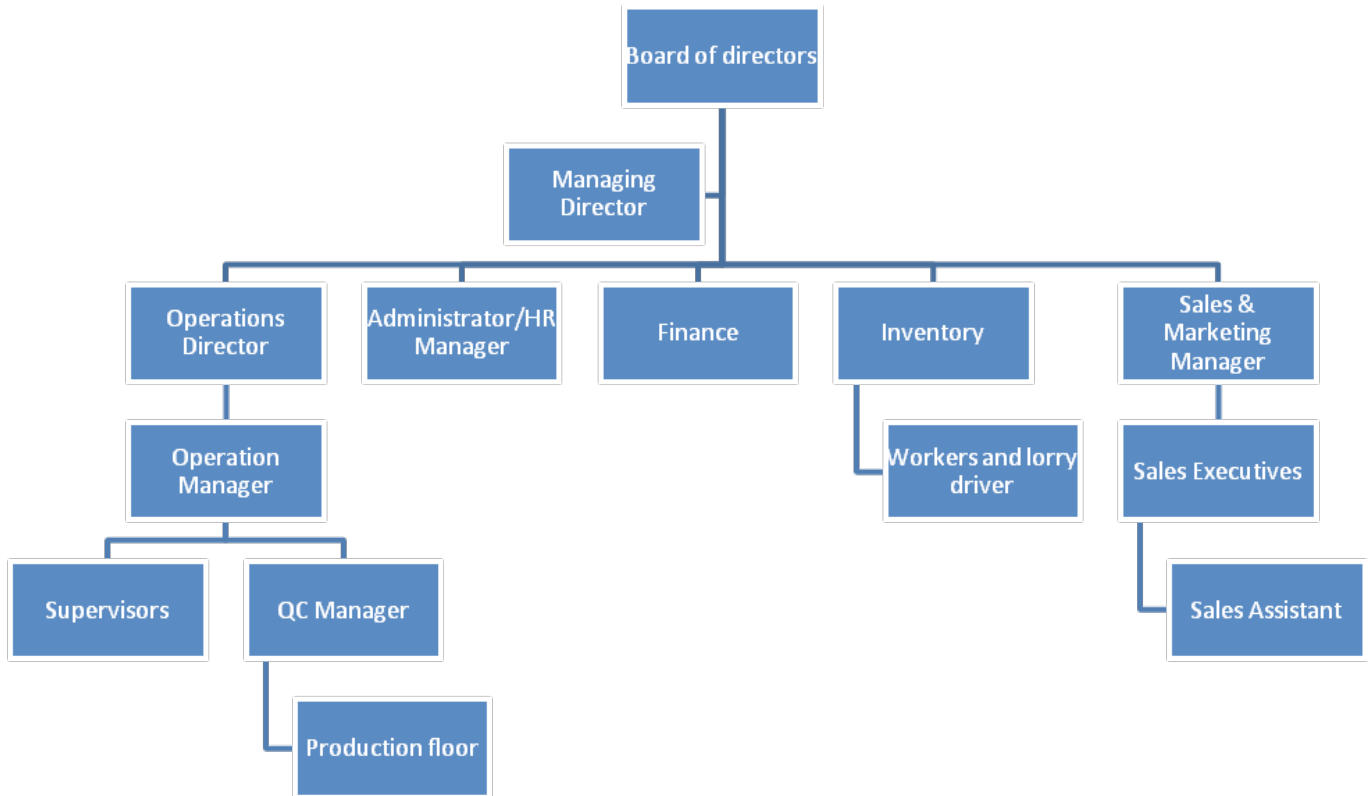 Board of directors
Managing
Director
Operations
Director
Administrator/HR
Manager
Finance
Inventory
Sales &
Marketing
Manager
Operation
Manager
Workers and lorry
driver
Sales Executives
Supervisors
QC Manager
Sales Assistant
Production floor